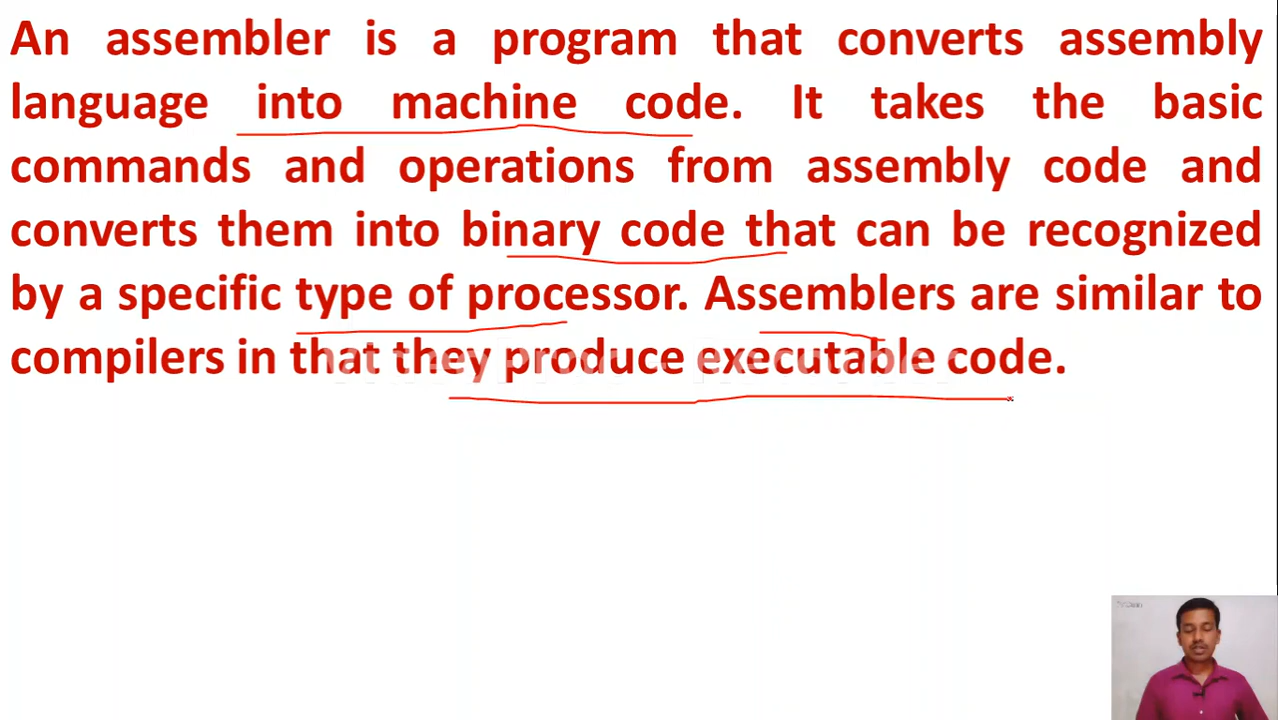 An assembler is a program that converts assembly
language into machine code. It takes the basic
commands and operations from assembly code and
converts them into binary code that can be recognized
by a specific type of processor. Assemblers are similar to
compilers in that they produce executable code.